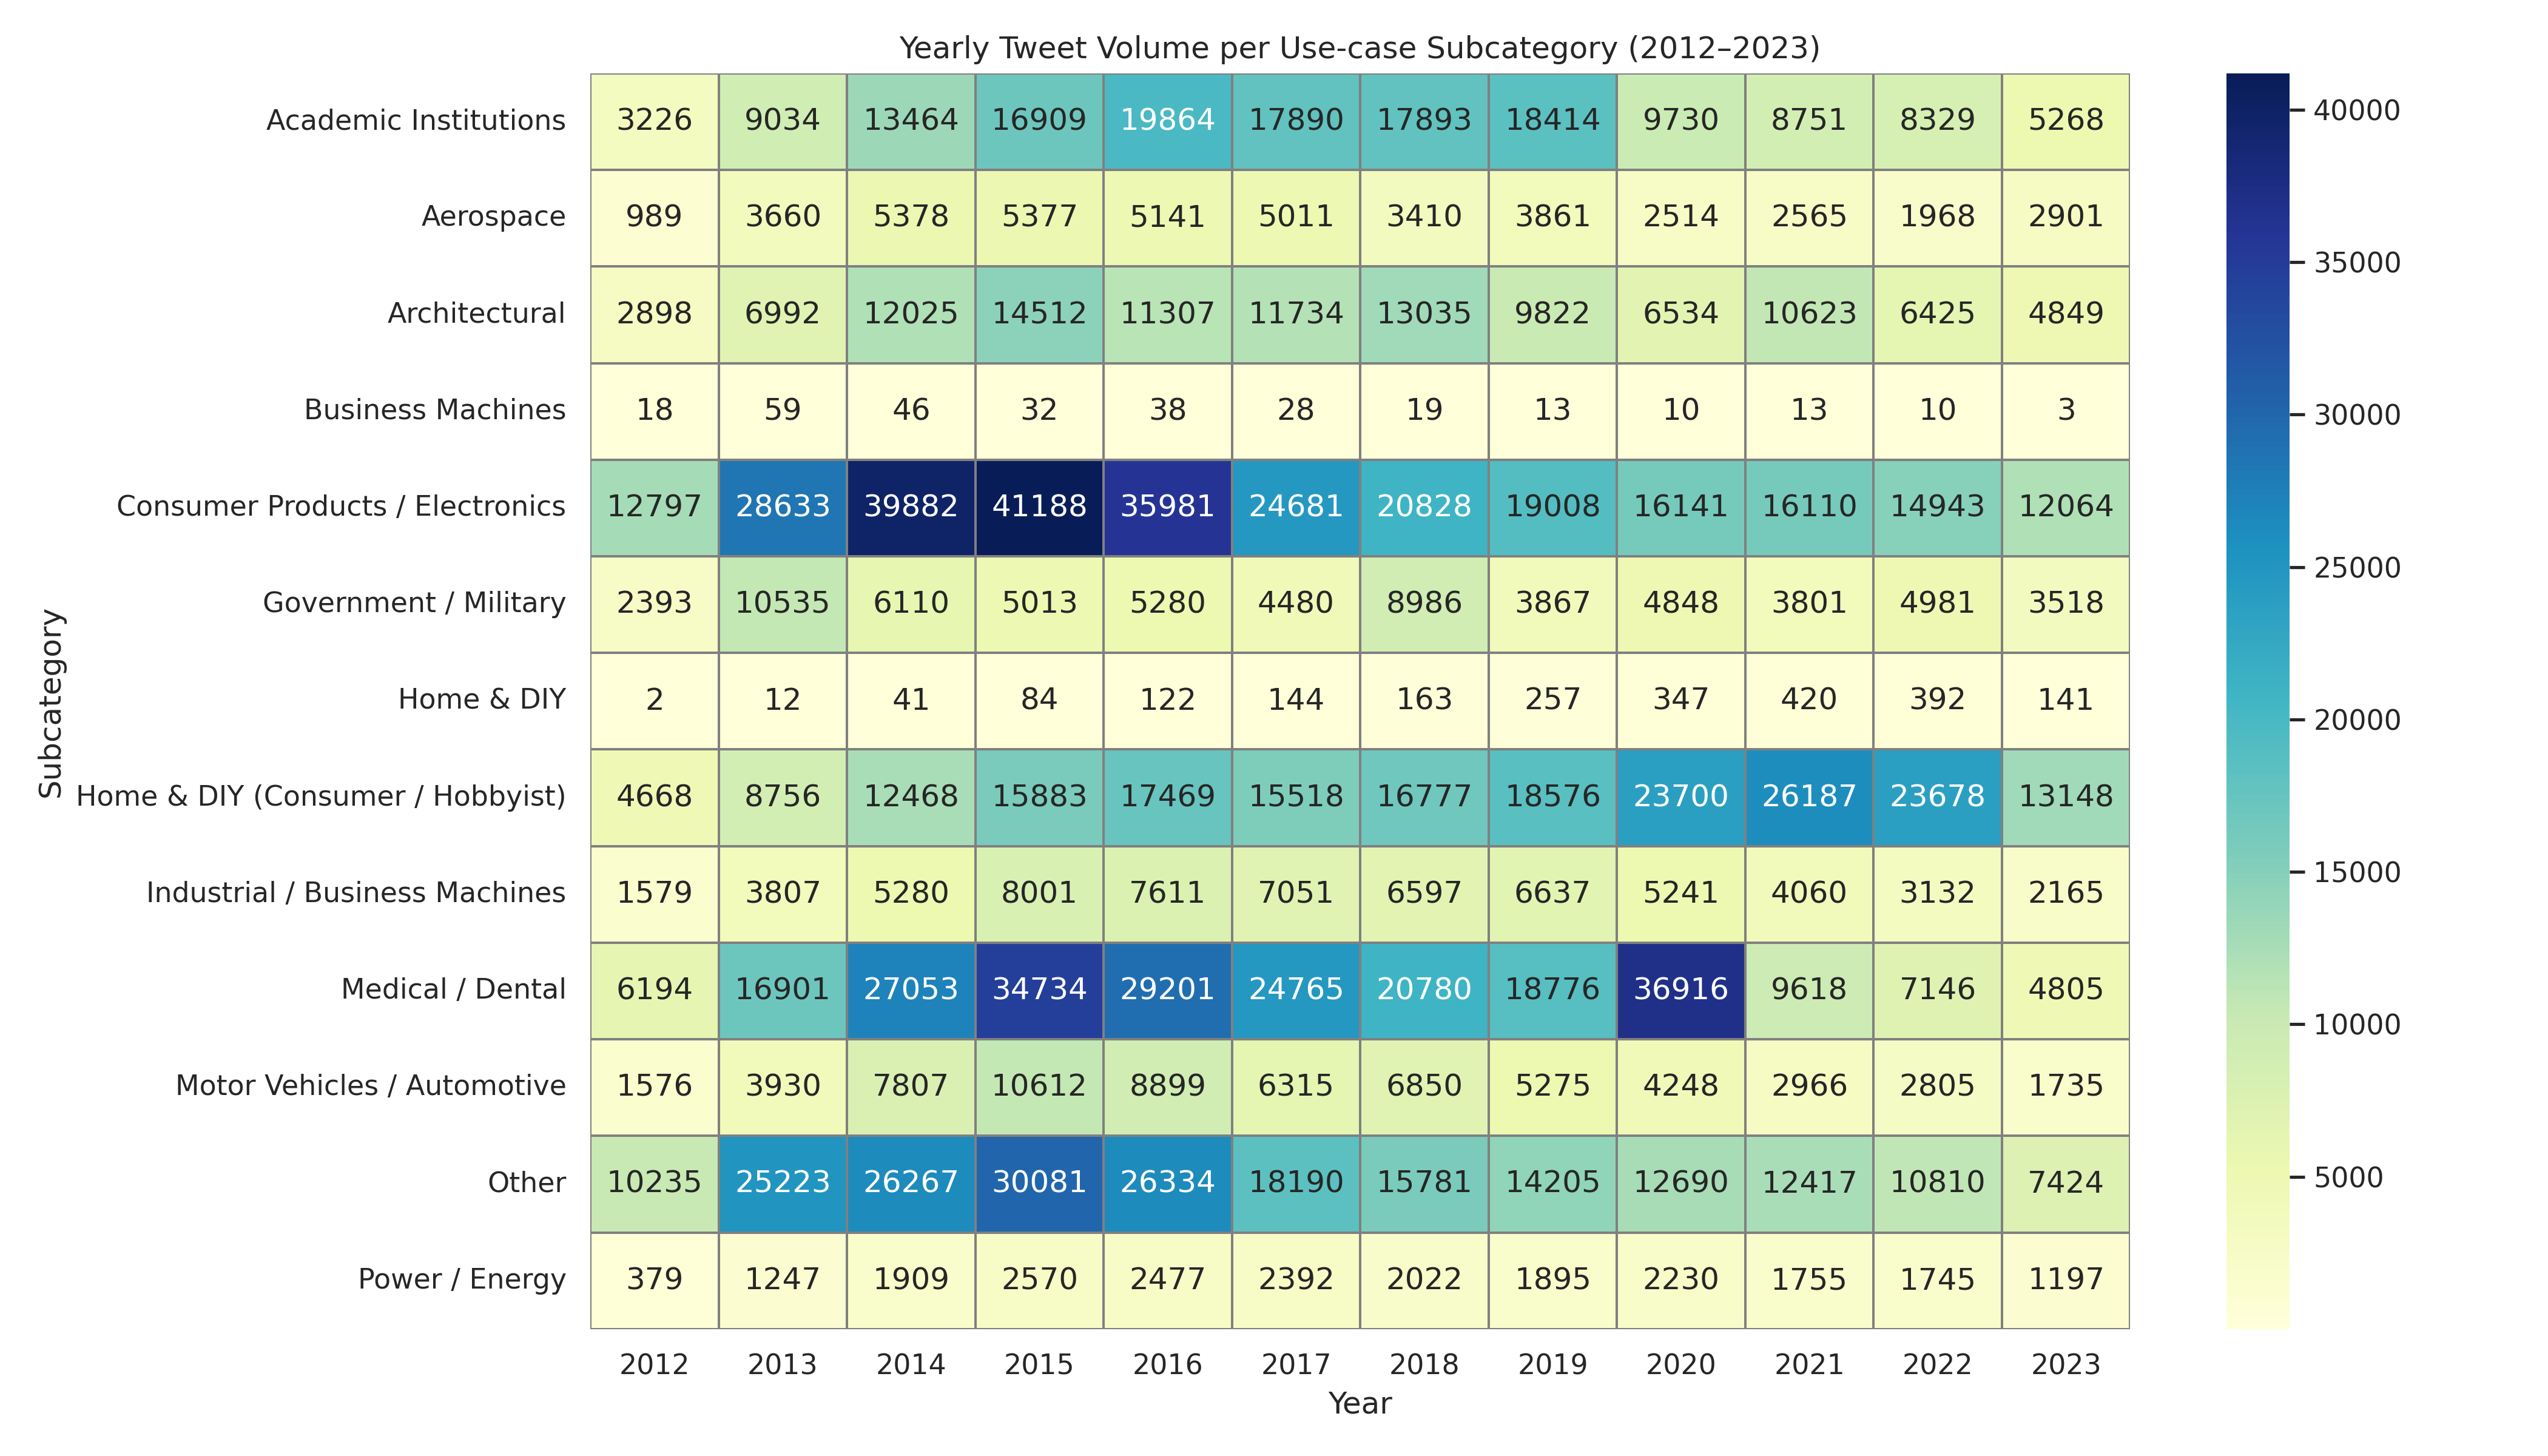 Yearly Tweet Volume per Use-case Subcategory (2012–2023)
Academic Institutions 3226 9034 13464 16909 19864 17890 17893 18414 9730 8751 8329 5268
Aerospace 989 3660 5378 5377 5141 5011 3410 3861 2514 2565 1968 2901
Architectural 2898 6992 12025 14512 11307 11734 13035 9822 6534 10623 6425 4849
Business Machines 18 59 46 32 38 28 19 13 10 13 10 3
Consumer Products / Electronics 12797 28633 39882 41188 35981 24681 20828 19008 16141 16110 14943 12064
Government / Military 2393 10535 6110 5013 5280 4480 8986 3867 4848 3801 4981 3518
Home & DIY 2 12 41 84 122 144 163 257 347 420 392 141
Home & DIY (Consumer / Hobbyist) 4668 8756 12468 15883 17469 15518 16777 18576 23700 26187 23678 13148
Industrial / Business Machines 1579 3807 5280 8001 7611 7051 6597 6637 5241 4060 3132 2165
Medical / Dental 6194 16901 27053 34734 29201 24765 20780 18776 36916 9618 7146 4805
Motor Vehicles / Automotive 1576 3930 7807 10612 8899 6315 6850 5275 4248 2966 2805 1735
Other 10235 25223 26267 30081 26334 18190 15781 14205 12690 12417 10810 7424
Power / Energy 379 1247 1909 2570 2477 2392 2022 1895 2230 1755 1745 1197
2012 2013 2014 2015 2016 2017 2018 2019 2020 2021 2022 2023
Year
Subcategory
40000
35000
30000
25000
20000
15000
10000
5000